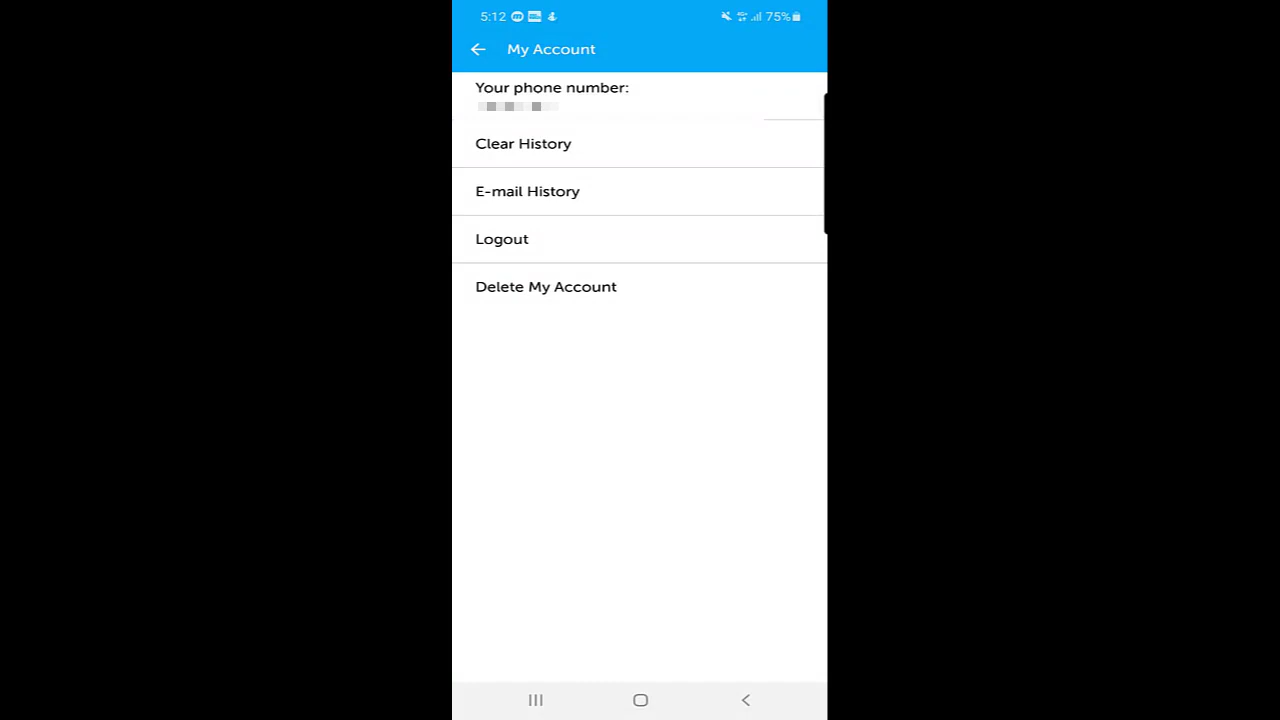 5:12 75%
My Account
Your phone number:
Clear History
E-mail History
Logout
Delete My Account